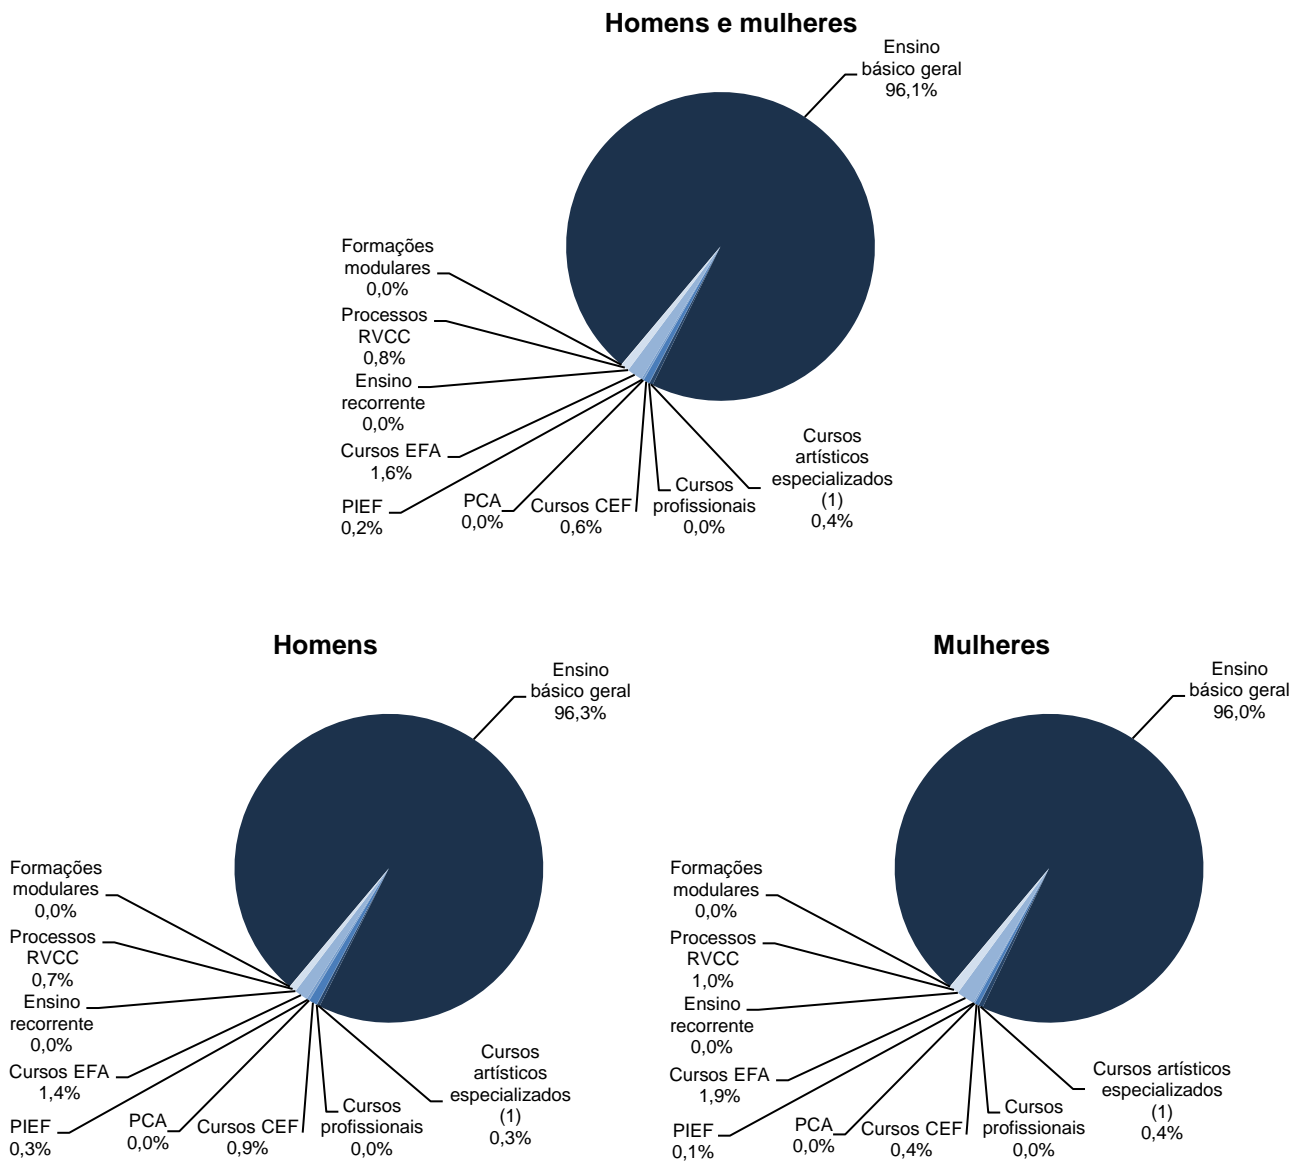 Homens e mulheres
Ensino
básico geral
96,1%
Formações
modulares
0,0%
Processos
RVCC
0,8%
Ensino
recorrente
0,0%
Cursos EFA
1,6%
PIEF
0,2%
PCA
0,0%
Cursos CEF
0,6%
Cursos
profissionais
0,0%
Cursos
artísticos
especializados
(1)
0,4%
Homens
Ensino
básico geral
96,3%
Formações
modulares
0,0%
Processos
RVCC
0,7%
Ensino
recorrente
0,0%
Cursos EFA
1,4%
PIEF
0,3%
PCA
0,0%
Cursos CEF
0,9%
Cursos
profissionais
0,0%
Cursos
artísticos
especializados
(1)
0,3%
Mulheres
Ensino
básico geral
96,0%
Formações
modulares
0,0%
Processos
RVCC
1,0%
Ensino
recorrente
0,0%
Cursos EFA
1,9%
PIEF
0,1%
PCA
0,0%
Cursos CEF
0,4%
Cursos
profissionais
0,0%
Cursos artísticos
especializados
(1)
0,4%